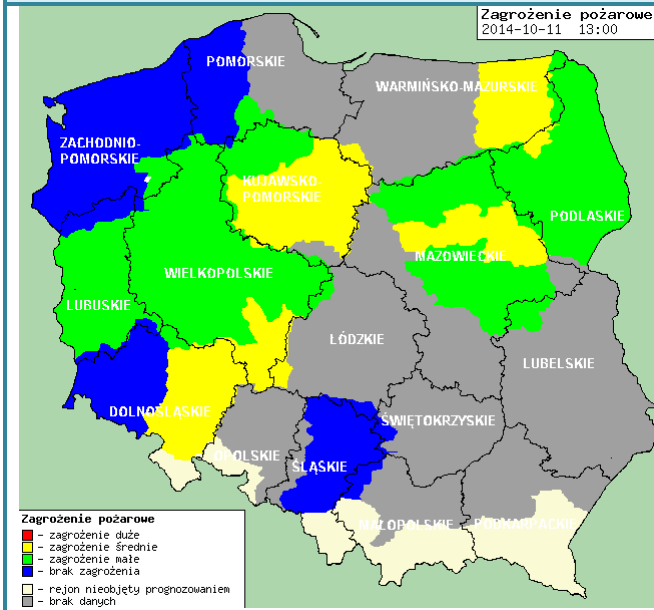 Zagrożenie pożarowe
2014-10-11 13:00
POMORSKIE
WARMIŃSKO-MAZURSKIE
ZACHODNIO-
POMORSKIE
KUJAWSKO-
POMORSKIE
PODLASKIE
MAZOWIECKIE
WIELKOPOLSKIE
LUBUSKIE
ŁÓDZKIE
LUBELSKIE
DOLNOŚLĄSKIE
ŚWIĘTOKRZYSKIE
OPOLSKIE
ŚLĄSKIE
MAŁOPOLSKIE
PODKARPACKIE
Zagrożenie pożarowe
- zagrożenie duże
- zagrożenie średnie
- zagrożenie małe
- brak zagrożenia
- rejon nieobjęty prognozowaniem
- brak danych